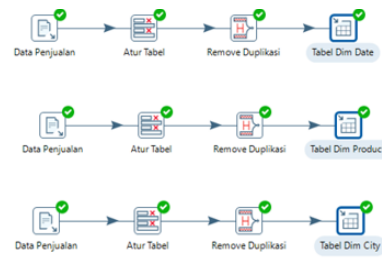 Data Penjualan Atur Tabel Remove Duplikasi Tabel Dim Date
Data Penjualan Atur Tabel Remove Duplikasi Tabel Dim Produc
Data Penjualan Atur Tabel Remove Duplikasi Tabel Dim City